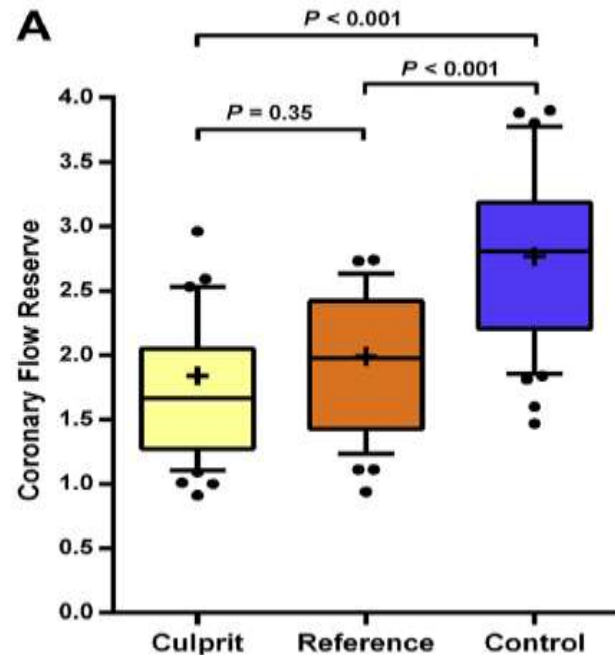 A
P < 0.001
P < 0.001
P = 0.35
Coronary Flow Reserve
4.0
3.5
3.0
2.5
2.0
1.5
1.0
0.5
0.0
Culprit Reference Control